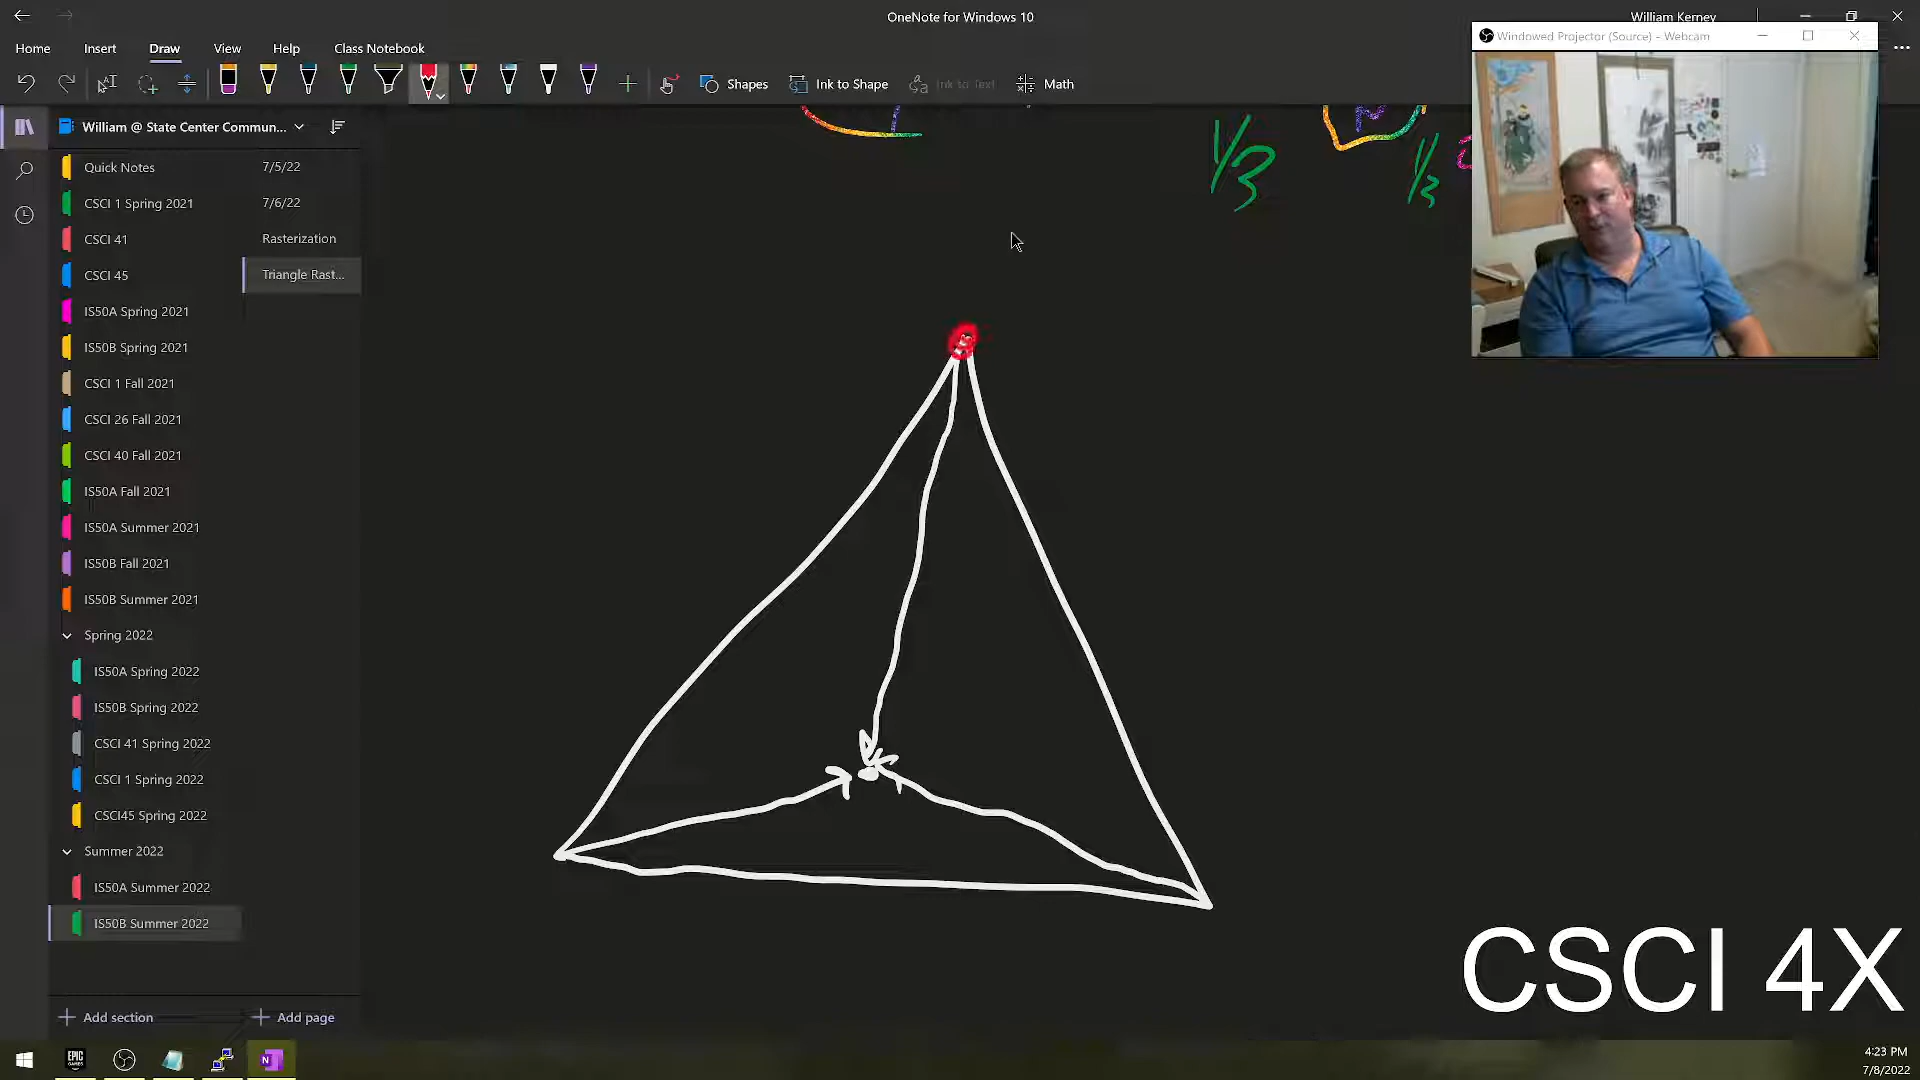 OneNote for Windows 10
William Kerney
Home Insert Draw View Help Class Notebook
Windowed Projector (Source) - Webcam
Shapes Ink to Shape Ink to Text Math
William @ State Center Commun...
Quick Notes
CSCI 1 Spring 2021
CSCI 41
CSCI 45
IS50A Spring 2021
IS50B Spring 2021
CSCI 1 Fall 2021
CSCI 26 Fall 2021
CSCI 40 Fall 2021
IS50A Fall 2021
IS50A Summer 2021
IS50B Fall 2021
IS50B Summer 2021
Spring 2022
IS50A Spring 2022
IS50B Spring 2022
CSCI 41 Spring 2022
CSCI 1 Spring 2022
CSCI45 Spring 2022
Summer 2022
IS50A Summer 2022
IS50B Summer 2022
Add section
7/5/22
7/6/22
Rasterization
Triangle Rast...
Add page
1/3
1/3
CSCI 4X
EPIC
GAMES
N
4:23 PM
7/8/2022